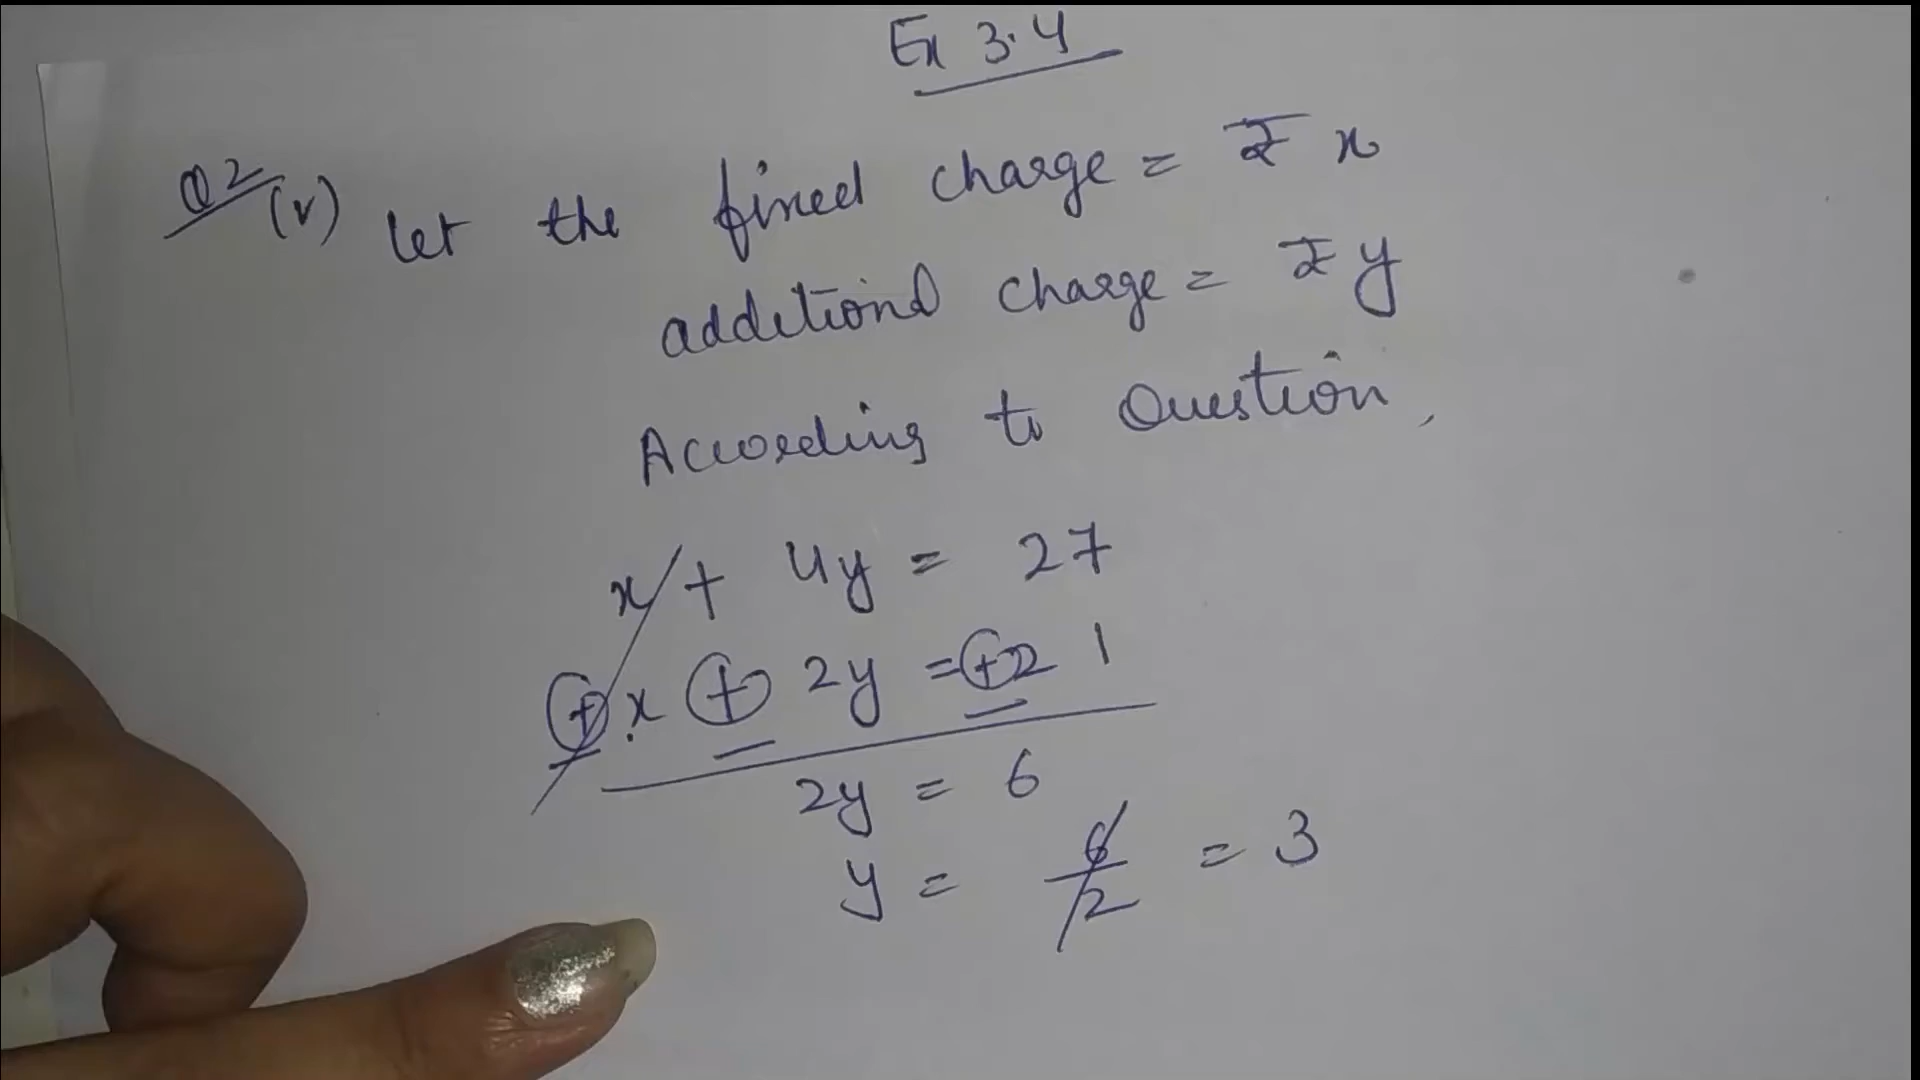 Ex 3.4
Q2 (v) let the fixed charge = ₹ x
additional charge = ₹ y
According to Question,
x + 4y = 27
+x + 2y = +21
- - -
2y = 6
y = 6/2 = 3